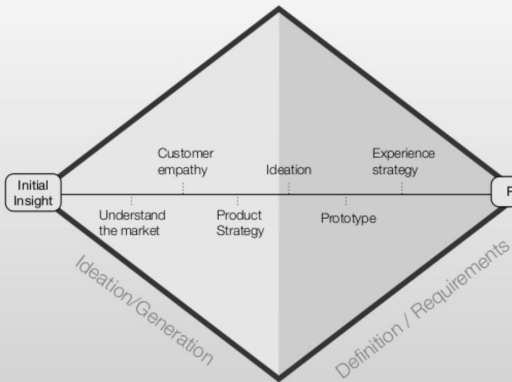 Customer
empathy
Ideation
Experience
strategy
Initial
Insight
Understand
the market
Product
Strategy
Prototype
Ideation/Generation
Definition / Requirements